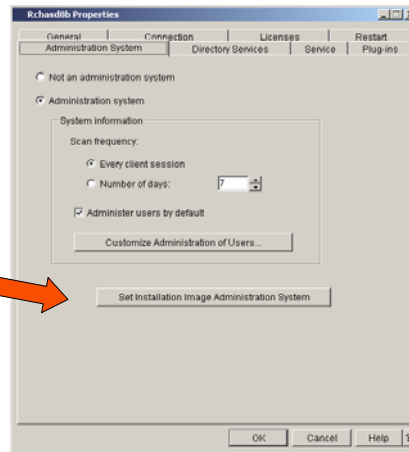 Rchasd0b Properties
General Connection Licenses Restart
Administration System Directory Services Service Plug-ins
Not an administration system
Administration system
System information
Scan frequency:
Every client session
Number of days: 7
Administer users by default
Customize Administration of Users...
Set Installation Image Administration System
OK Cancel Help ?